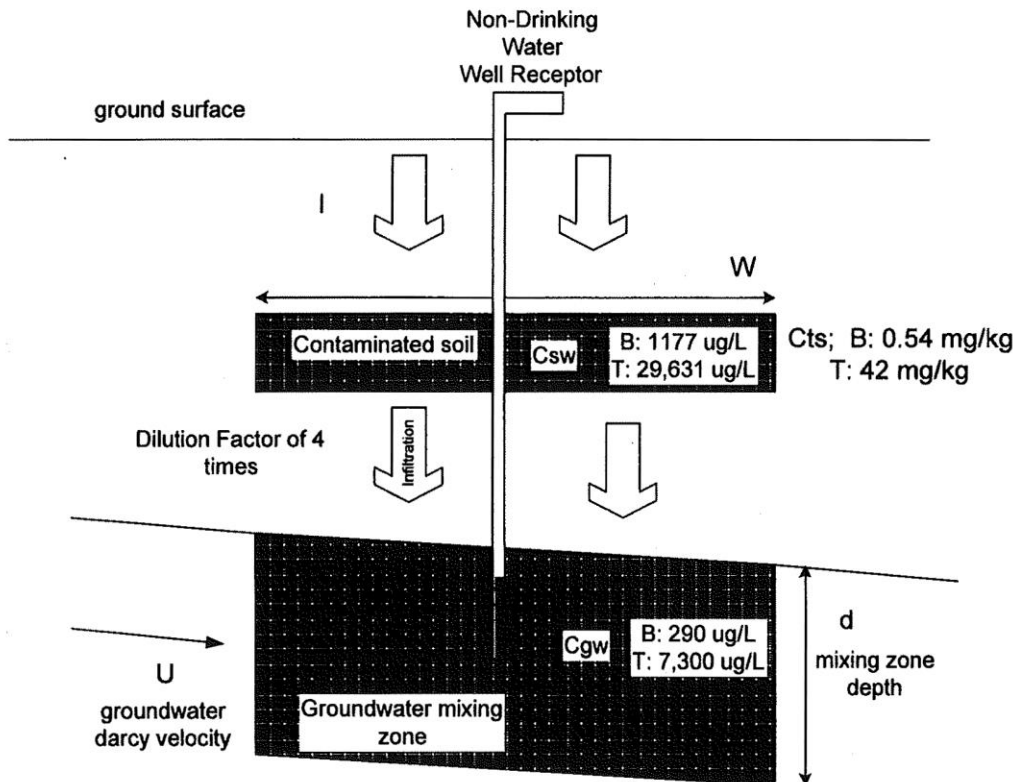 Non-Drinking
Water
Well Receptor
ground surface
I
W
Contaminated soil
Csw
B: 1177 ug/L
T: 29,631 ug/L
Cts; B: 0.54 mg/kg
T: 42 mg/kg
Dilution Factor of 4
times
Infiltration
U
groundwater
darcy velocity
Cgw
B: 290 ug/L
T: 7,300 ug/L
Groundwater mixing
zone
d
mixing zone
depth